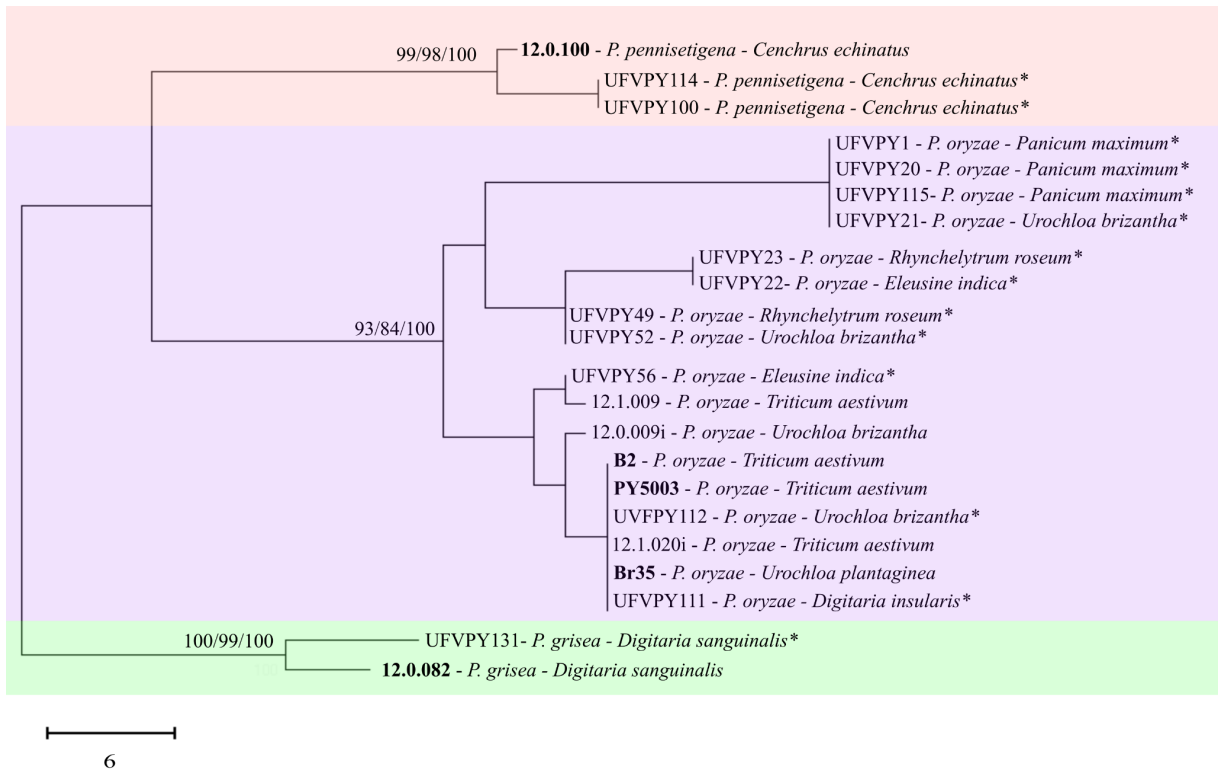 99/98/100
12.0.100 - P. pennisetigena - Cenchrus echinatus
UFVPY114 - P. pennisetigena - Cenchrus echinatus*
UFVPY100 - P. pennisetigena - Cenchrus echinatus*
UFVPY1 - P. oryzae - Panicum maximum*
UFVPY20 - P. oryzae - Panicum maximum*
UFVPY115- P. oryzae - Panicum maximum*
UFVPY21- P. oryzae - Urochloa brizantha*
UFVPY23 - P. oryzae - Rhynchelytrum roseum*
UFVPY22- P. oryzae - Eleusine indica*
UFVPY49 - P. oryzae - Rhynchelytrum roseum*
93/84/100
UFVPY52 - P. oryzae - Urochloa brizantha*
UFVPY56 - P. oryzae - Eleusine indica*
12.1.009 - P. oryzae - Triticum aestivum
12.0.009i - P. oryzae - Urochloa brizantha
B2 - P. oryzae - Triticum aestivum
PY5003 - P. oryzae - Triticum aestivum
UVFPY112 - P. oryzae - Urochloa brizantha*
12.1.020i - P. oryzae - Triticum aestivum
Br35 - P. oryzae - Urochloa plantaginea
UFVPY111 - P. oryzae - Digitaria insularis*
100/99/100
UFVPY131- P. grisea - Digitaria sanguinalis*
100
12.0.082 - P. grisea - Digitaria sanguinalis
6